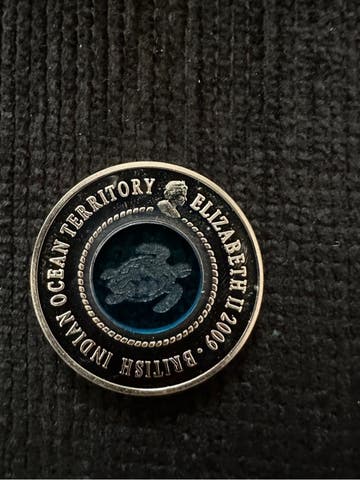 BRITISH INDIAN OCEAN TERRITORY ELIZABETH II 2009 •